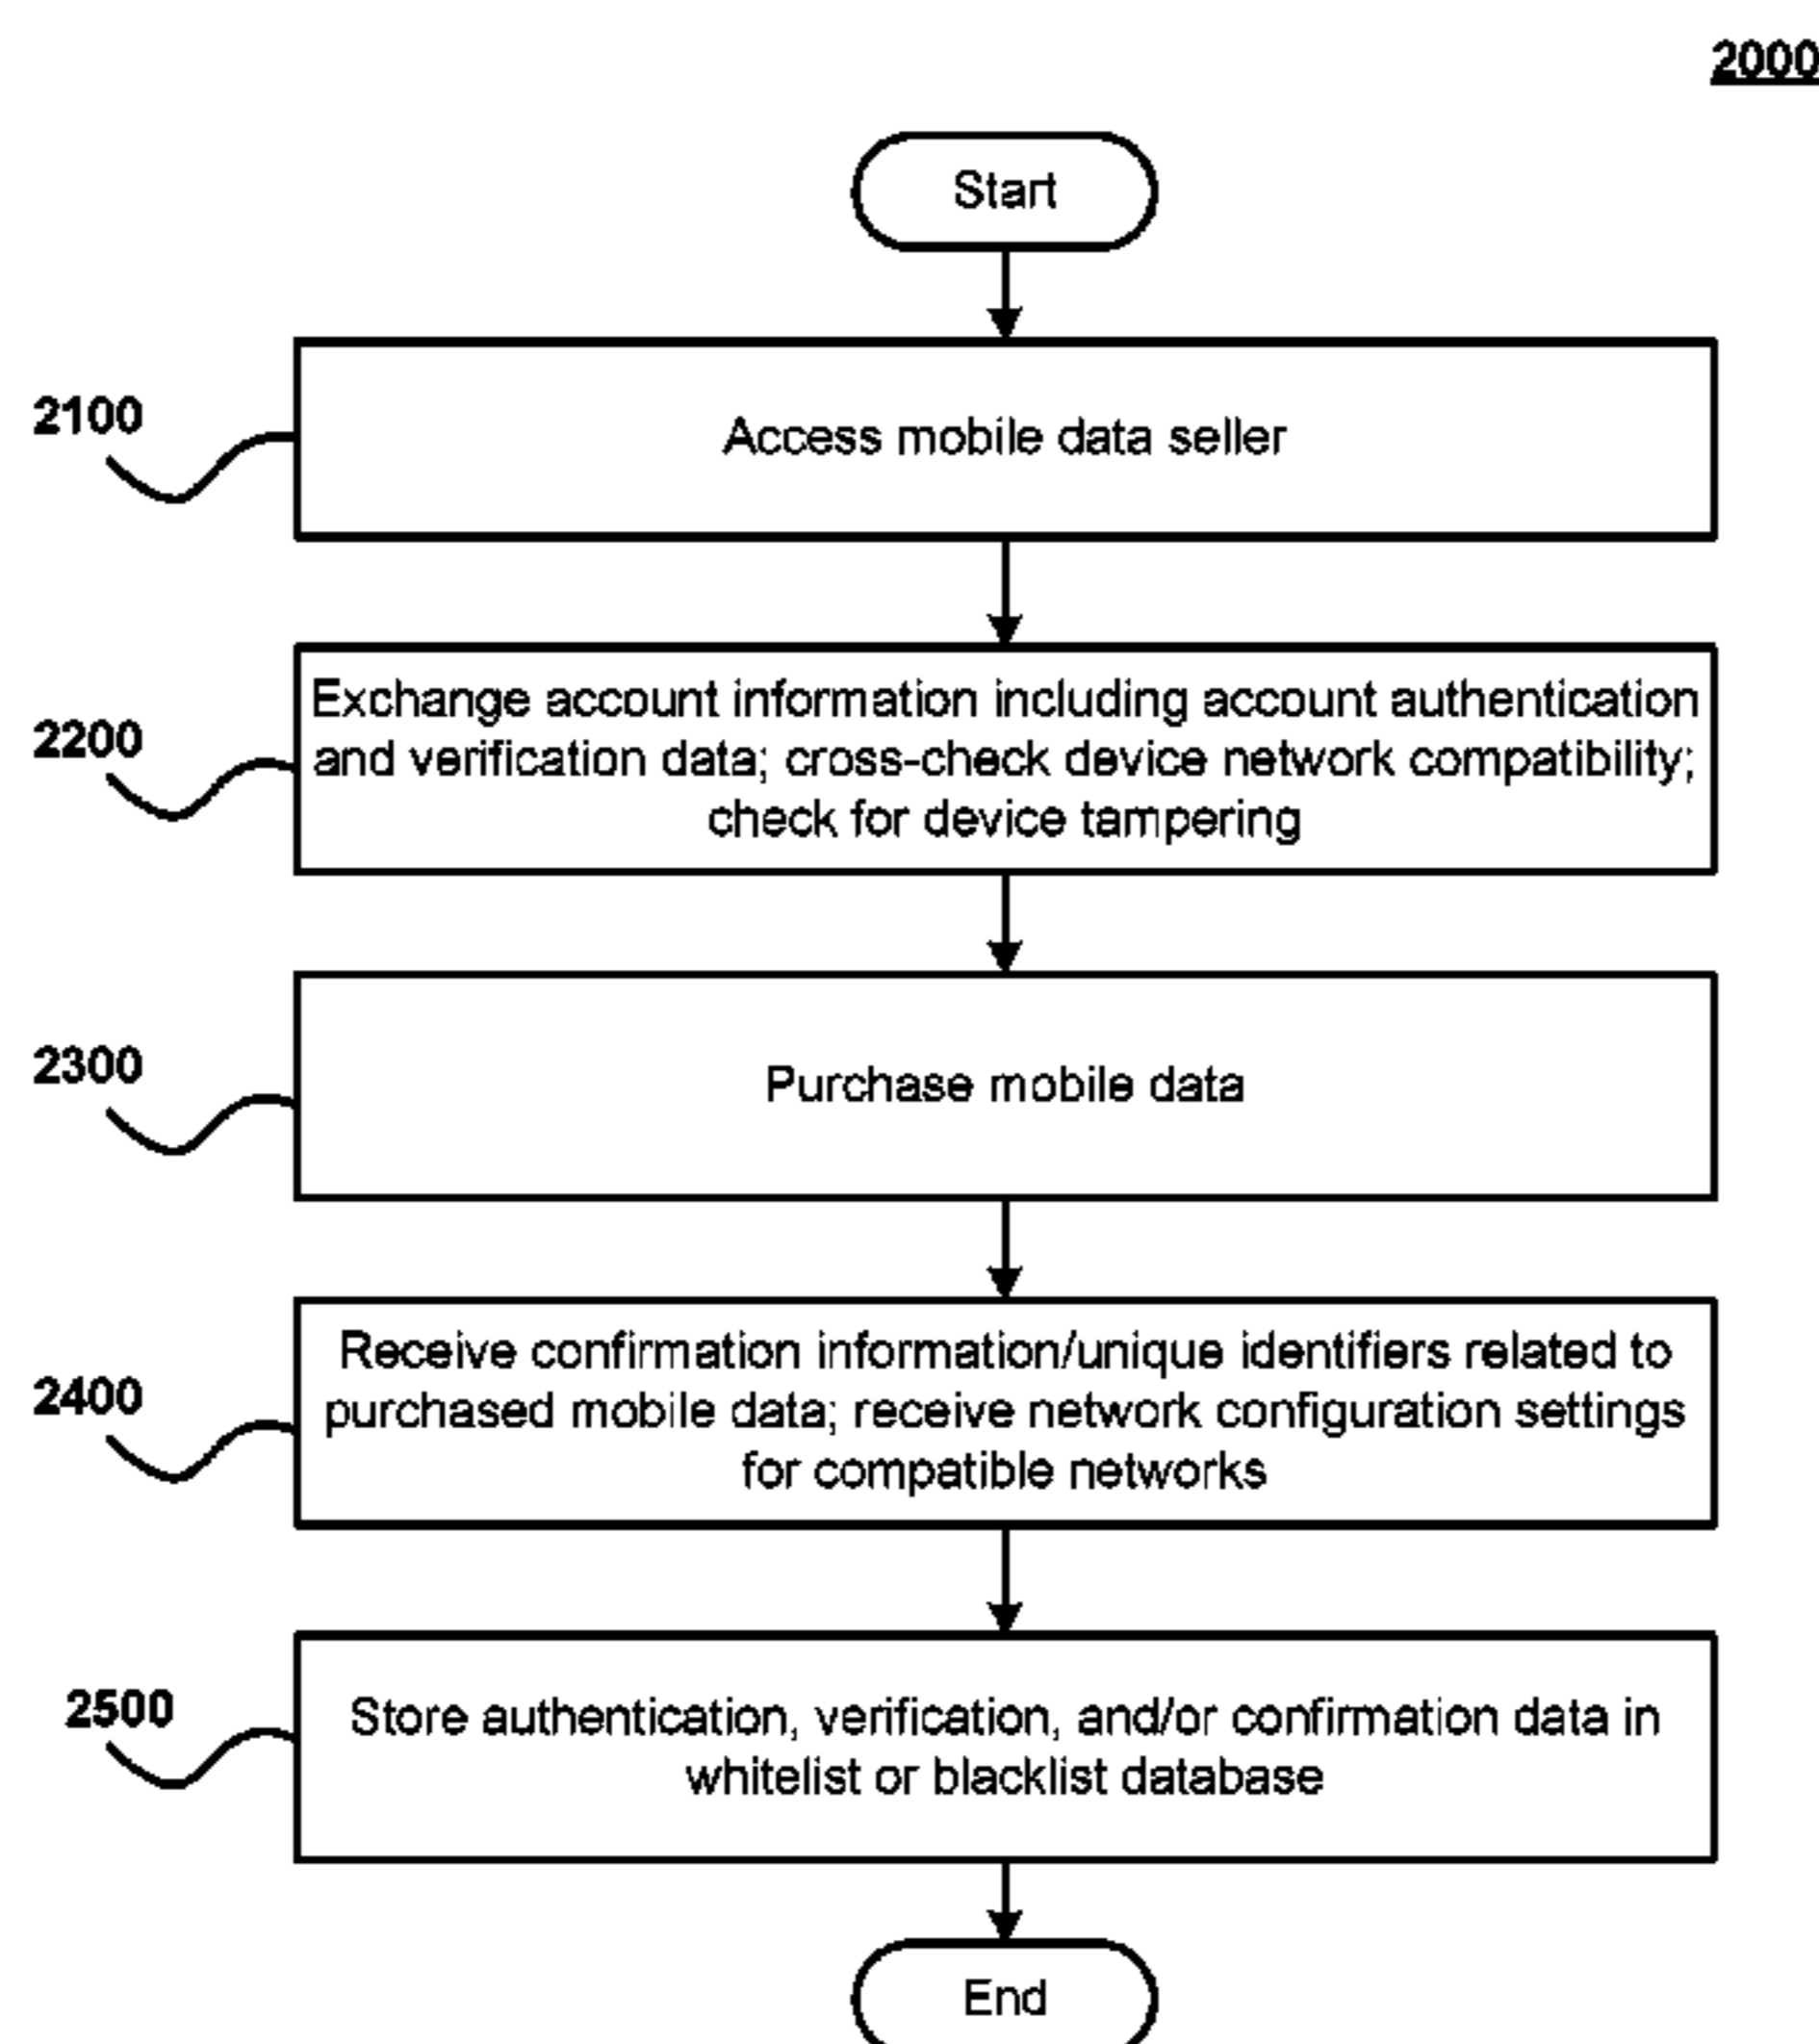 2000
Start
2100
Access mobile data seller
2200
Exchange account information including account authentication
and verification data; cross-check device network compatibility;
check for device tampering
2300
Purchase mobile data
2400
Receive confirmation information/unique identifiers related to
purchased mobile data; receive network configuration settings
for compatible networks
2500
Store authentication, verification, and/or confirmation data in
whitelist or blacklist database
End